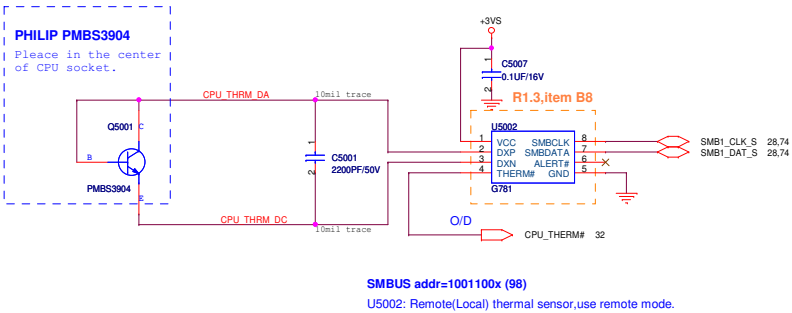 PHILIP PMBS3904
Pleace in the center
of CPU socket.
+3VS
C5007
1
0.1UF/16V
2
R1.3,item B8
CPU_THRM_DA
10mil trace
Q5001
C
B
E
PMBS3904
1
C5001
2200PF/50V
2
U5002
1 VCC SMBCLK 8
2 DXP SMBDATA 7
3 DXN ALERT# 6
4 THERM# GND 5
G781
SMB1_CLK_S 28,74
SMB1_DAT_S 28,74
CPU_THRM_DC
10mil trace
O/D
CPU_THERM# 32
SMBUS addr=1001100x (98)
U5002: Remote(Local) thermal sensor,use remote mode.